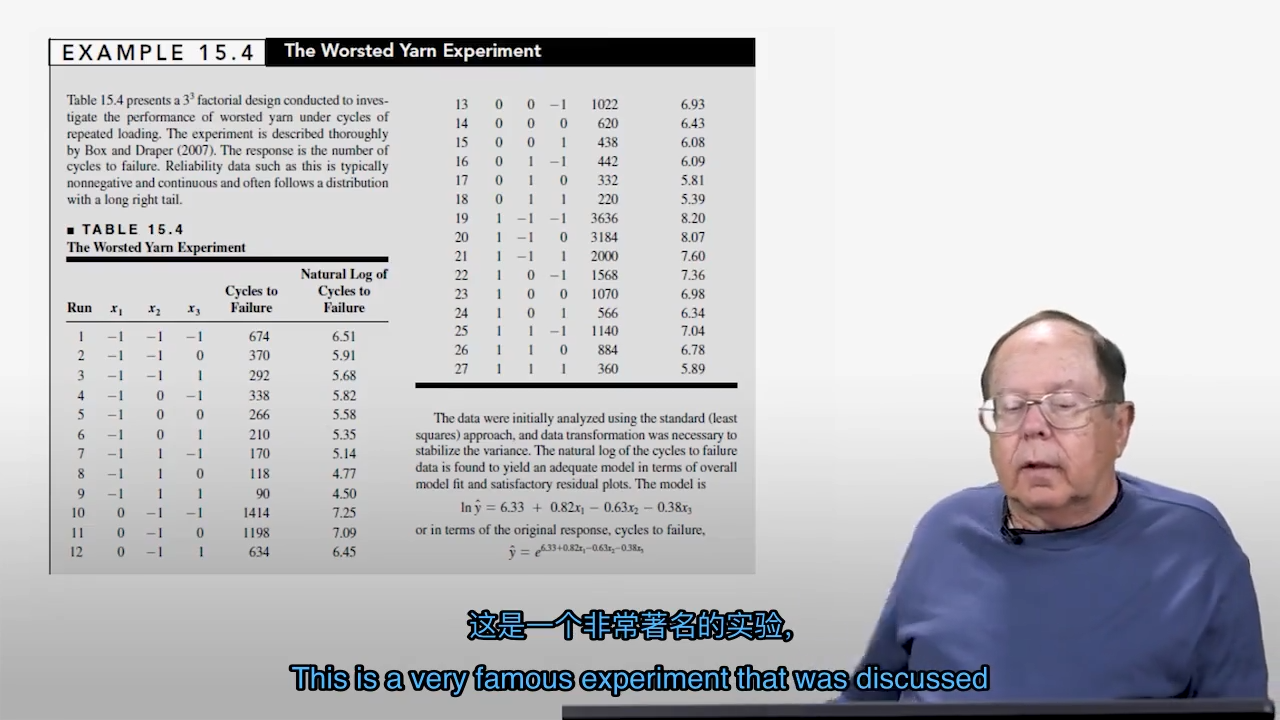 EXAMPLE 15.4 The Worsted Yarn Experiment
Table 15.4 presents a 3³ factorial design conducted to inves-
tigate the performance of worsted yarn under cycles of
repeated loading. The experiment is described thoroughly
by Box and Draper (2007). The response is the number of
cycles to failure. Reliability data such as this is typically
nonnegative and continuous and often follows a distribution
with a long right tail.
■ TABLE 15.4
The Worsted Yarn Experiment
Natural Log of
Cycles to Cycles to
Run x₁ x₂ x₃ Failure Failure
1 −1 −1 −1 674 6.51
2 −1 −1 0 370 5.91
3 −1 −1 1 292 5.68
4 −1 0 −1 338 5.82
5 −1 0 0 266 5.58
6 −1 0 1 210 5.35
7 −1 1 −1 170 5.14
8 −1 1 0 118 4.77
9 −1 1 1 90 4.50
10 0 −1 −1 1414 7.25
11 0 −1 0 1198 7.09
12 0 −1 1 634 6.45
13 0 0 −1 1022 6.93
14 0 0 0 620 6.43
15 0 0 1 438 6.08
16 0 1 −1 442 6.09
17 0 1 0 332 5.81
18 0 1 1 220 5.39
19 1 −1 −1 3636 8.20
20 1 −1 0 3184 8.07
21 1 −1 1 2000 7.60
22 1 0 −1 1568 7.36
23 1 0 0 1070 6.98
24 1 0 1 566 6.34
25 1 1 −1 1140 7.04
26 1 1 0 884 6.78
27 1 1 1 360 5.89
The data were initially analyzed using the standard (least
squares) approach, and data transformation was necessary to
stabilize the variance. The natural log of the cycles to failure
data is found to yield an adequate model in terms of overall
model fit and satisfactory residual plots. The model is
ln ŷ = 6.33 + 0.82x₁ − 0.63x₂ − 0.38x₃
or in terms of the original response, cycles to failure,
ŷ = e^6.33+0.82x₁−0.63x₂−0.38x₃
这是一个非常著名的实验,
This is a very famous experiment that was discussed